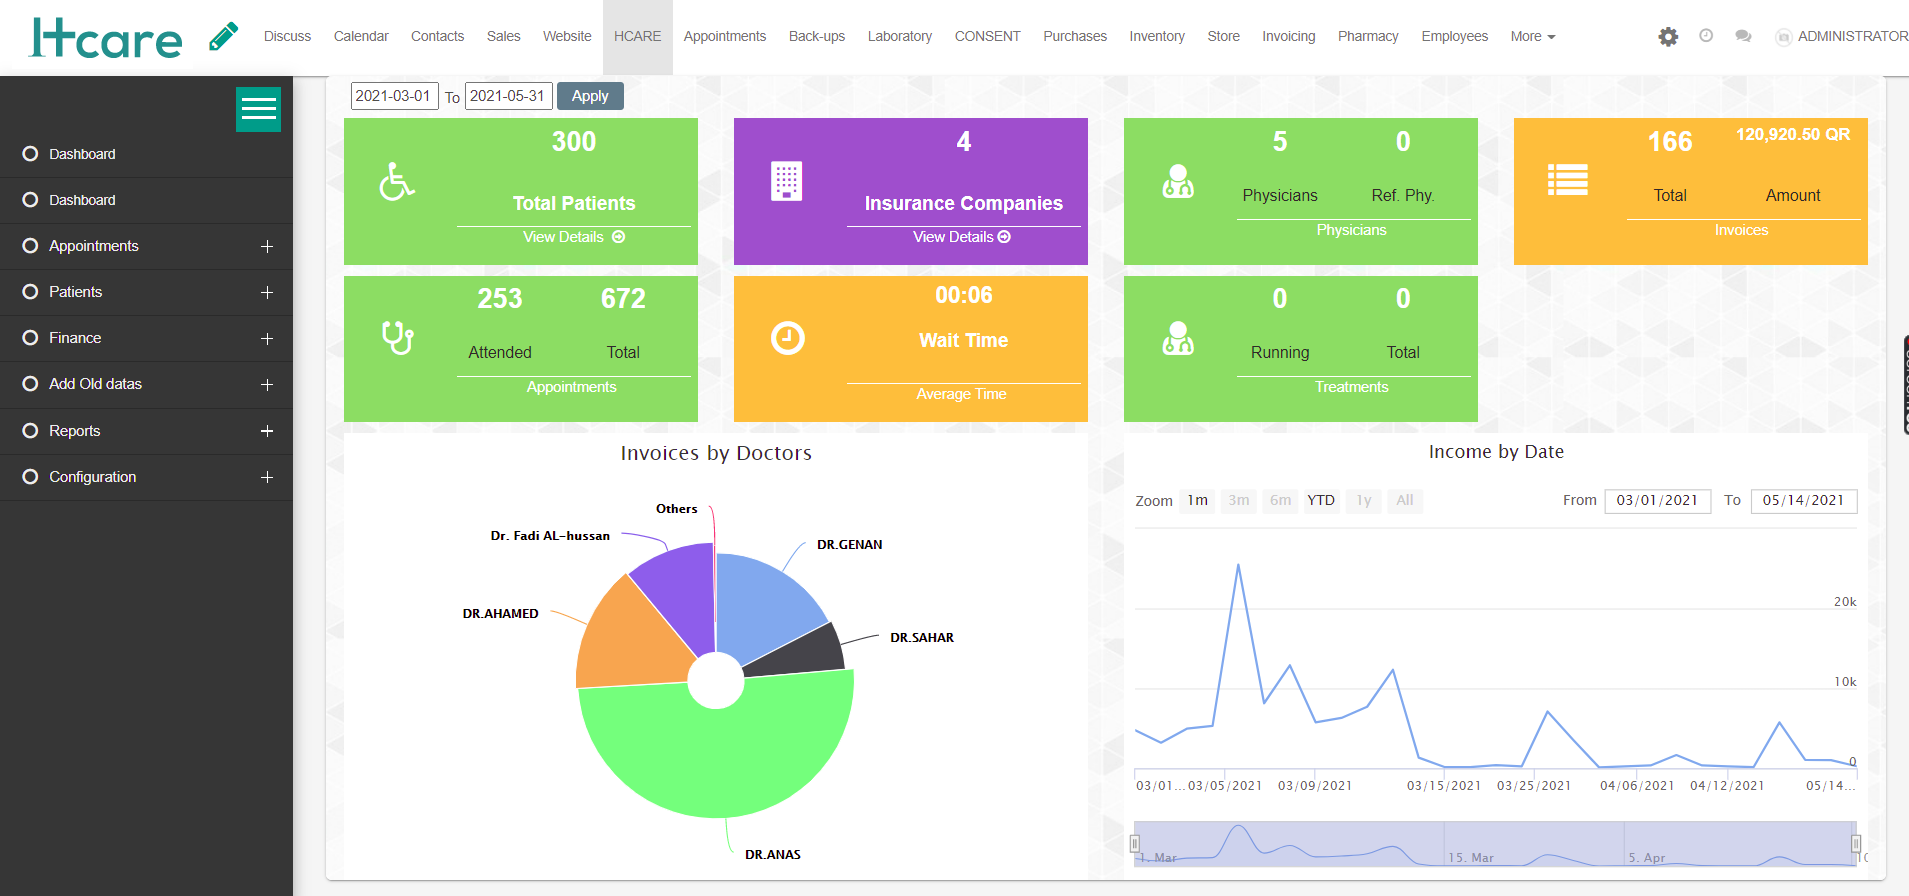 Itcare
Discuss Calendar Contacts Sales Website HCARE Appointments Back-ups Laboratory CONSENT Purchases Inventory Store Invoicing Pharmacy Employees More ADMINISTRATOR
Dashboard
Dashboard
Appointments
Patients
Finance
Add Old datas
Reports
Configuration
2021-03-01 To 2021-05-31 Apply
300
Total Patients
View Details
4
Insurance Companies
View Details
5 0
Physicians Ref. Phy.
Physicians
166 120,920.50 QR
Total Amount
Invoices
253 672
Attended Total
Appointments
00:06
Wait Time
Average Time
0 0
Running Total
Treatments
Invoices by Doctors
Others
Dr. Fadi AL-hussan
DR.GENAN
DR.AHAMED
DR.SAHAR
DR.ANAS
Income by Date
Zoom 1m 3m 6m YTD 1y All From 03/01/2021 To 05/14/2021
20k
10k
0
03/01... 03/05/2021 03/09/2021 03/15/2021 03/25/2021 04/06/2021 04/12/2021 05/14...
1. Mar 15. Mar 5. Apr